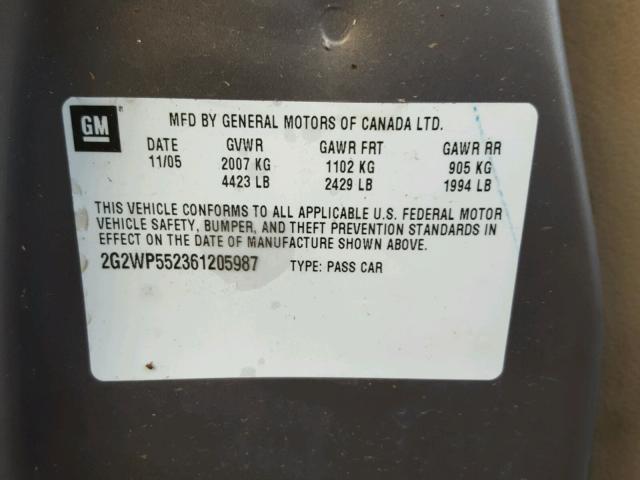 GM
MFD BY GENERAL MOTORS OF CANADA LTD.
DATE GVWR GAWR FRT GAWR RR
11/05 2007 KG 1102 KG 905 KG
4423 LB 2429 LB 1994 LB
THIS VEHICLE CONFORMS TO ALL APPLICABLE U.S. FEDERAL MOTOR
VEHICLE SAFETY, BUMPER, AND THEFT PREVENTION STANDARDS IN
EFFECT ON THE DATE OF MANUFACTURE SHOWN ABOVE.
2G2WP552361205987 TYPE: PASS CAR